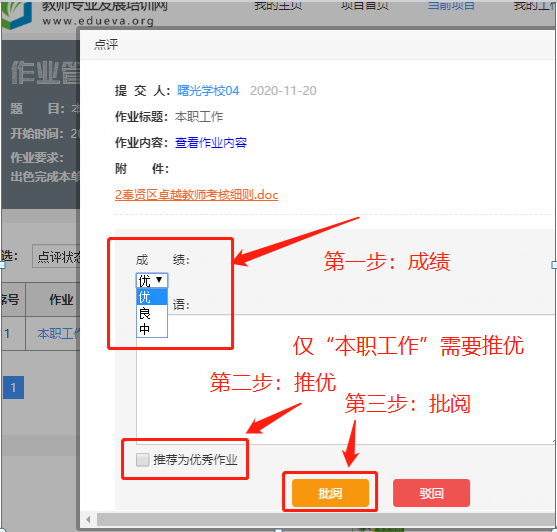 教师专业发展培训网
www.edueva.org
我的主页 项目首页 当前项目 我的工
点评
作业管
提 交 人：曙光学校04 2020-11-20
题 目：本
作业标题：本职工作
开始时间：20
作业内容：查看作业内容
作业要求：
附 件：
出色完成本单
2奉贤区卓越教师考核细则.doc
选： 点评状态
成 绩：
第一步：成绩
优
优
良
中
语：
序号 作业
1 本职工作
仅“本职工作”需要推优
第二步：推优
第三步：批阅
1
推荐为优秀作业
批阅 驳回